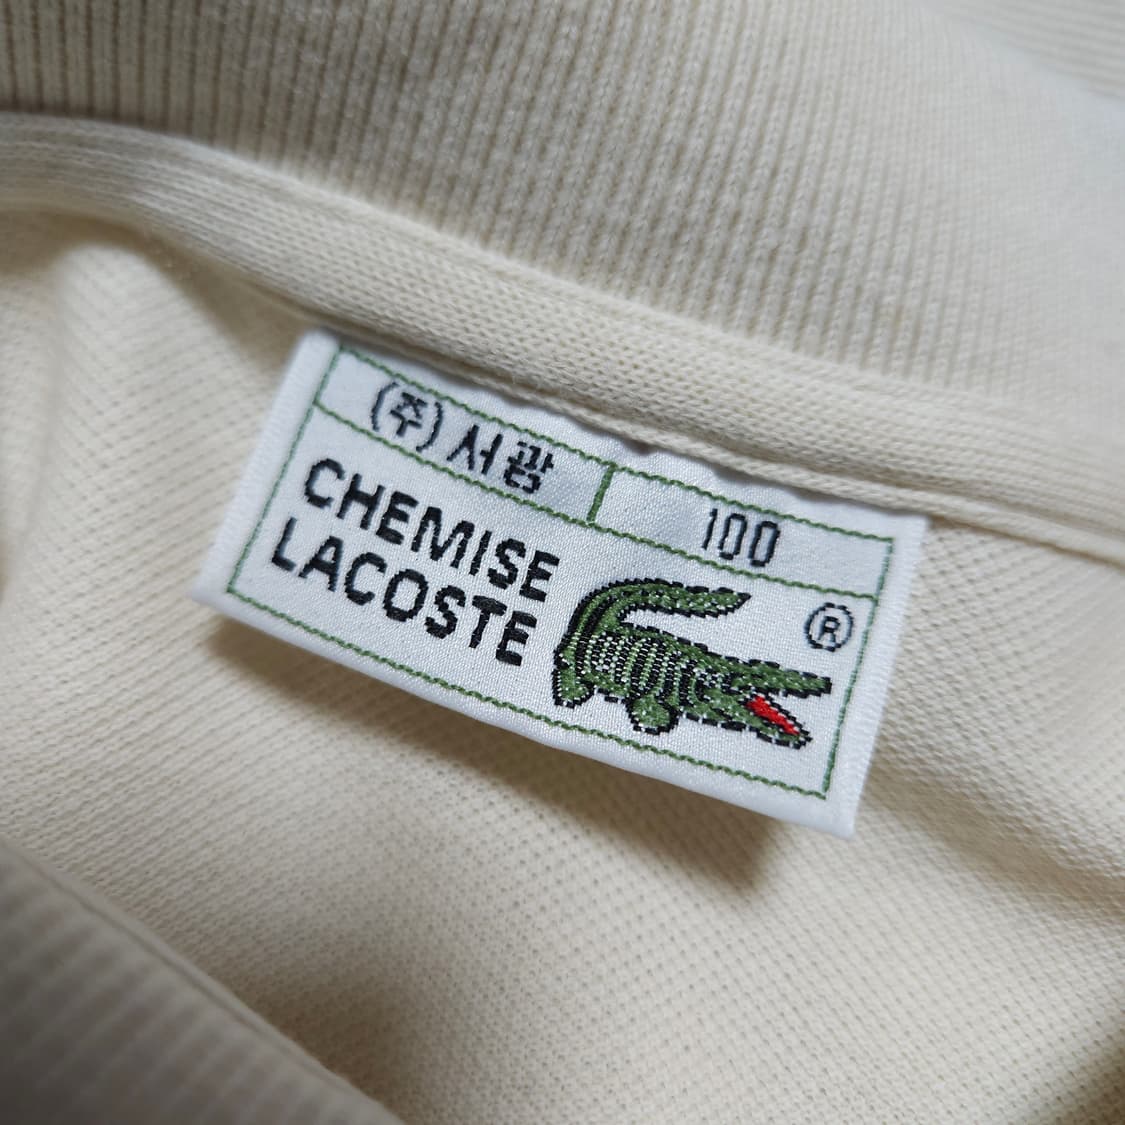 (주) 서광
100
CHEMISE
LACOSTE
®